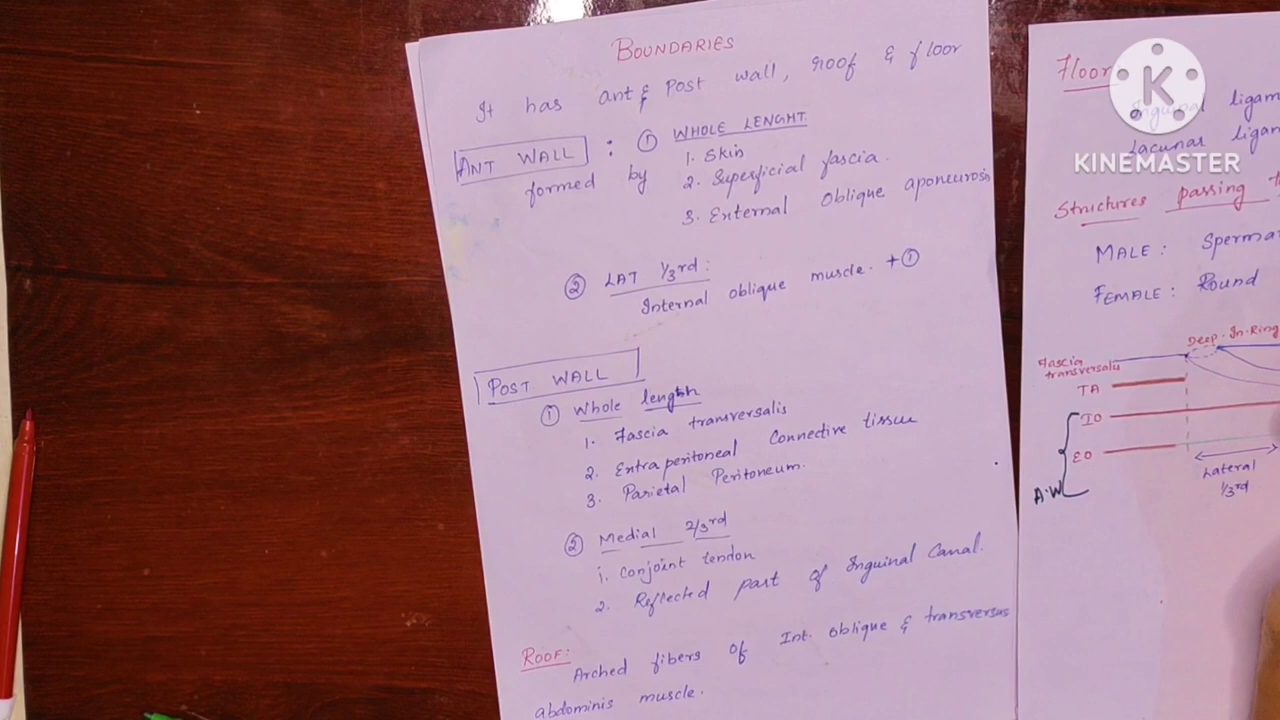 BOUNDARIES
It has ant & Post wall, roof & floor
ANT WALL : ① WHOLE LENGHT
formed by 1. Skin
2. Superficial fascia.
3. External oblique aponeurosis
② LAT 1/3rd:
Internal oblique muscle. + ①
POST WALL
① Whole length
1. Fascia transversalis
2. Extraperitoneal Connective tissue
3. Parietal Peritoneum.
② Medial 2/3rd
1. Conjoint tendon
2. Reflected part of Inguinal Canal.
ROOF:
Arched fibers of Int. oblique & transversus
abdominis muscle.
Floor
Inguinal ligam
Lacunar ligam
Structures passing t
MALE : Sperma
FEMALE : Round
Deep. In. Ring
Fascia
transversalis
TA
IO
EO
A.W
Lateral
1/3rd
K
KINEMASTER